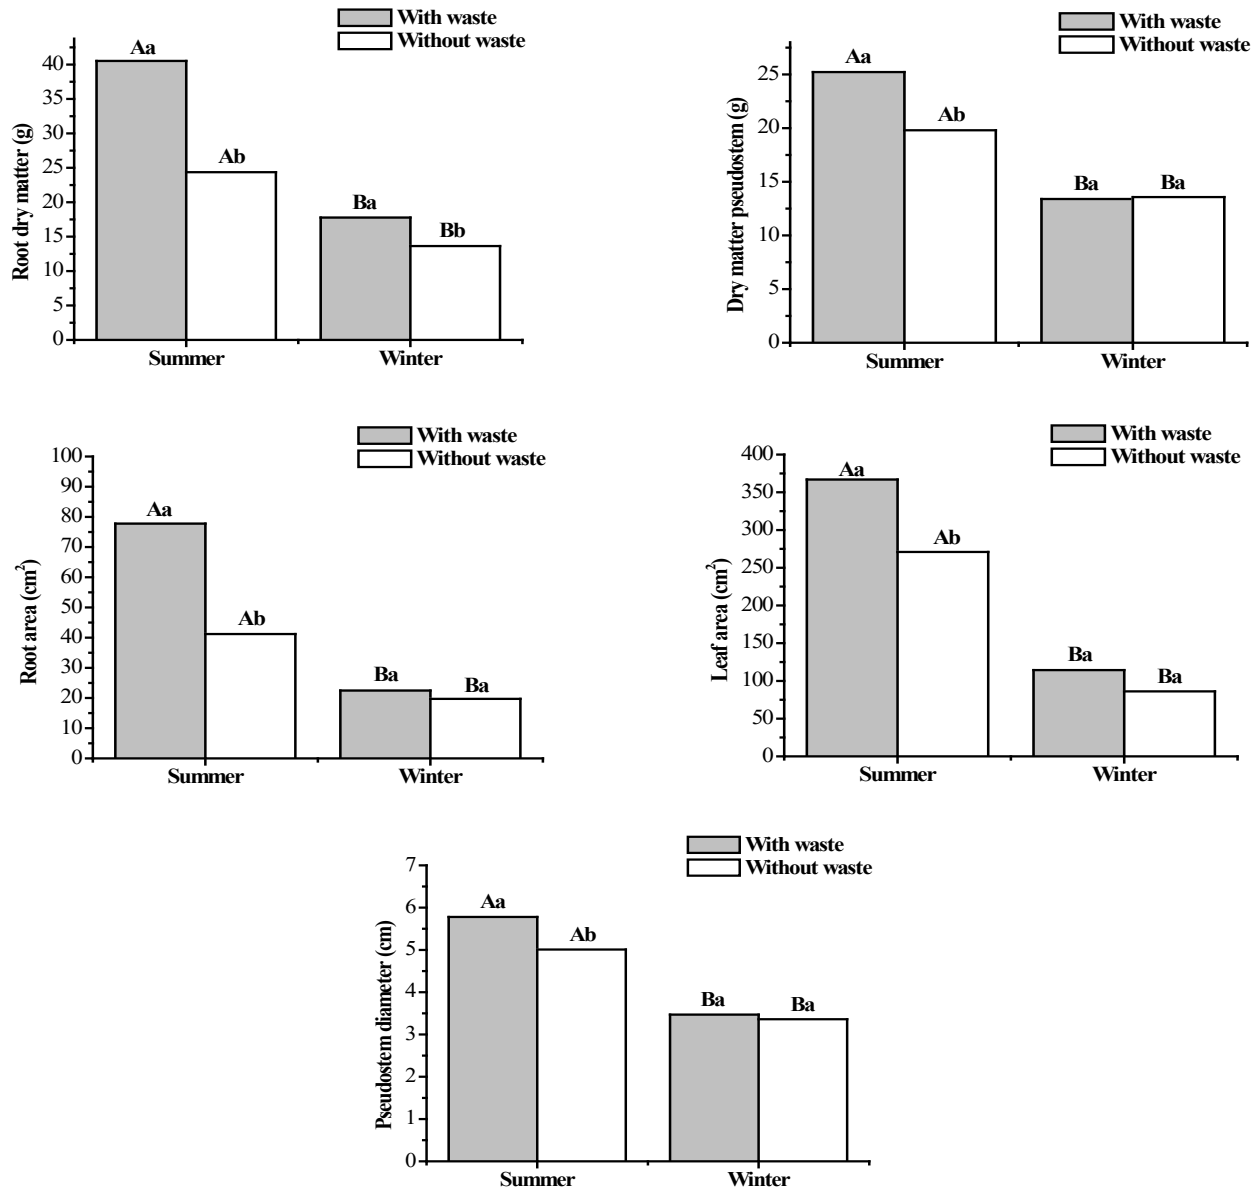 With waste
Without waste
Root dry matter (g)
40
35
30
25
20
15
10
5
0
Aa
Ab
Ba
Bb
Summer
Winter
With waste
Without waste
Dry matter pseudostem (g)
25
20
15
10
5
0
Aa
Ab
Ba
Ba
Summer
Winter
With waste
Without waste
Root area (cm²)
100
90
80
70
60
50
40
30
20
10
0
Aa
Ab
Ba
Ba
Summer
Winter
With waste
Without waste
Leaf area (cm²)
400
350
300
250
200
150
100
50
0
Aa
Ab
Ba
Ba
Summer
Winter
With waste
Without waste
Pseudostem diameter (cm)
7
6
5
4
3
2
1
0
Aa
Ab
Ba
Ba
Summer
Winter